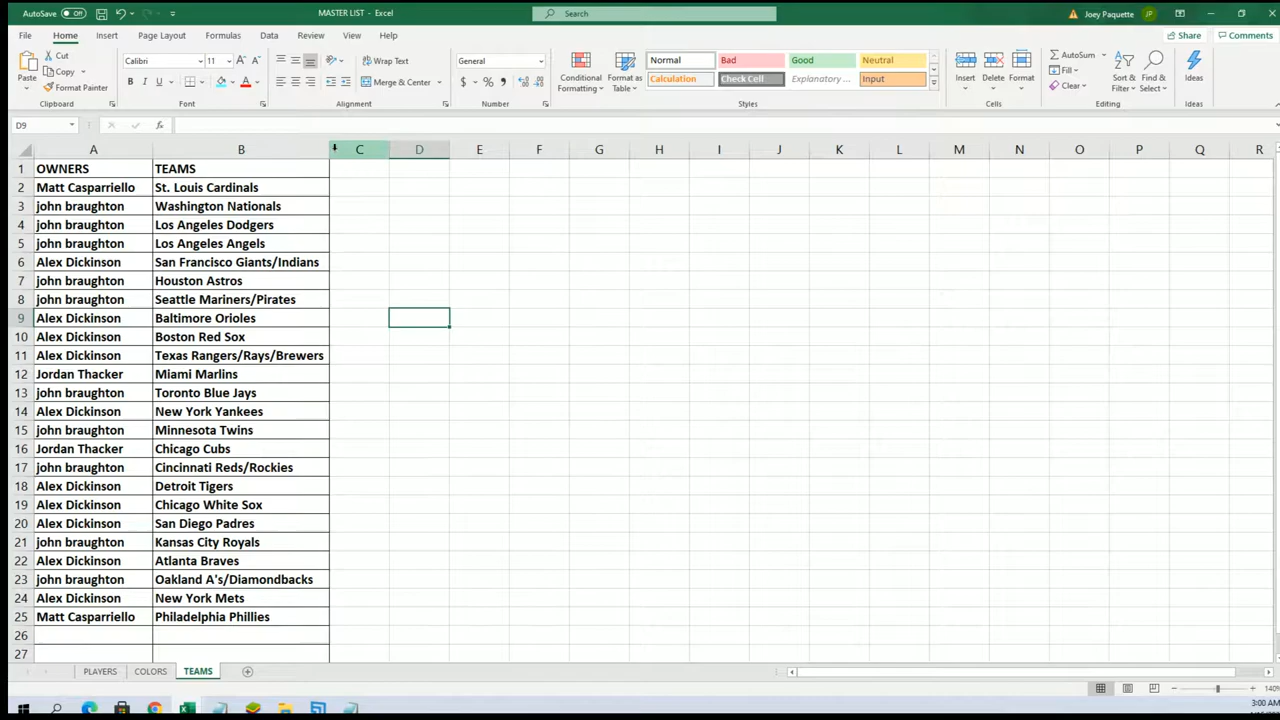 AutoSave Off MASTER LIST - Excel Search Joey Paquette JP
File Home Insert Page Layout Formulas Data Review View Help Share Comments
Paste Cut Copy Format Painter Clipboard
Calibri 11 B I U Font
Wrap Text Merge & Center Alignment
General $ % Number
Conditional Formatting Format as Table
Normal Bad Good Neutral
Calculation Check Cell Explanatory ... Input
Styles
Insert Delete Format Cells
AutoSum Fill Clear Sort & Filter Find & Select Editing
Ideas Ideas
D9 fx
A B C D E F G H I J K L M N O P Q R
1 OWNERS TEAMS
2 Matt Casparriello St. Louis Cardinals
3 john braughton Washington Nationals
4 john braughton Los Angeles Dodgers
5 john braughton Los Angeles Angels
6 Alex Dickinson San Francisco Giants/Indians
7 john braughton Houston Astros
8 john braughton Seattle Mariners/Pirates
9 Alex Dickinson Baltimore Orioles
10 Alex Dickinson Boston Red Sox
11 Alex Dickinson Texas Rangers/Rays/Brewers
12 Jordan Thacker Miami Marlins
13 john braughton Toronto Blue Jays
14 Alex Dickinson New York Yankees
15 john braughton Minnesota Twins
16 Jordan Thacker Chicago Cubs
17 john braughton Cincinnati Reds/Rockies
18 Alex Dickinson Detroit Tigers
19 Alex Dickinson Chicago White Sox
20 Alex Dickinson San Diego Padres
21 john braughton Kansas City Royals
22 Alex Dickinson Atlanta Braves
23 john braughton Oakland A's/Diamondbacks
24 Alex Dickinson New York Mets
25 Matt Casparriello Philadelphia Phillies
26
27
PLAYERS COLORS TEAMS
140%
3:00 AM